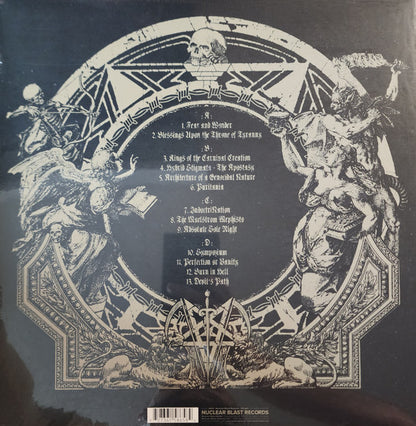 : A :
1. Fear and Wonder
2. Blessings Upon the Throne of Tyranny
: B :
3. Kings of the Carnival Creation
4. Hybrid Stigmata - The Apostasy
5. Architecture of a Genocidal Nature
6. Puritania
: C :
7. IndoctriNation
8. The Maelstrom Mephisto
9. Absolute Sole Right
: D :
10. Sympozium
11. Perfection or Vanity
12. Burn in Hell
13. Devil's Path
NUCLEAR BLAST RECORDS